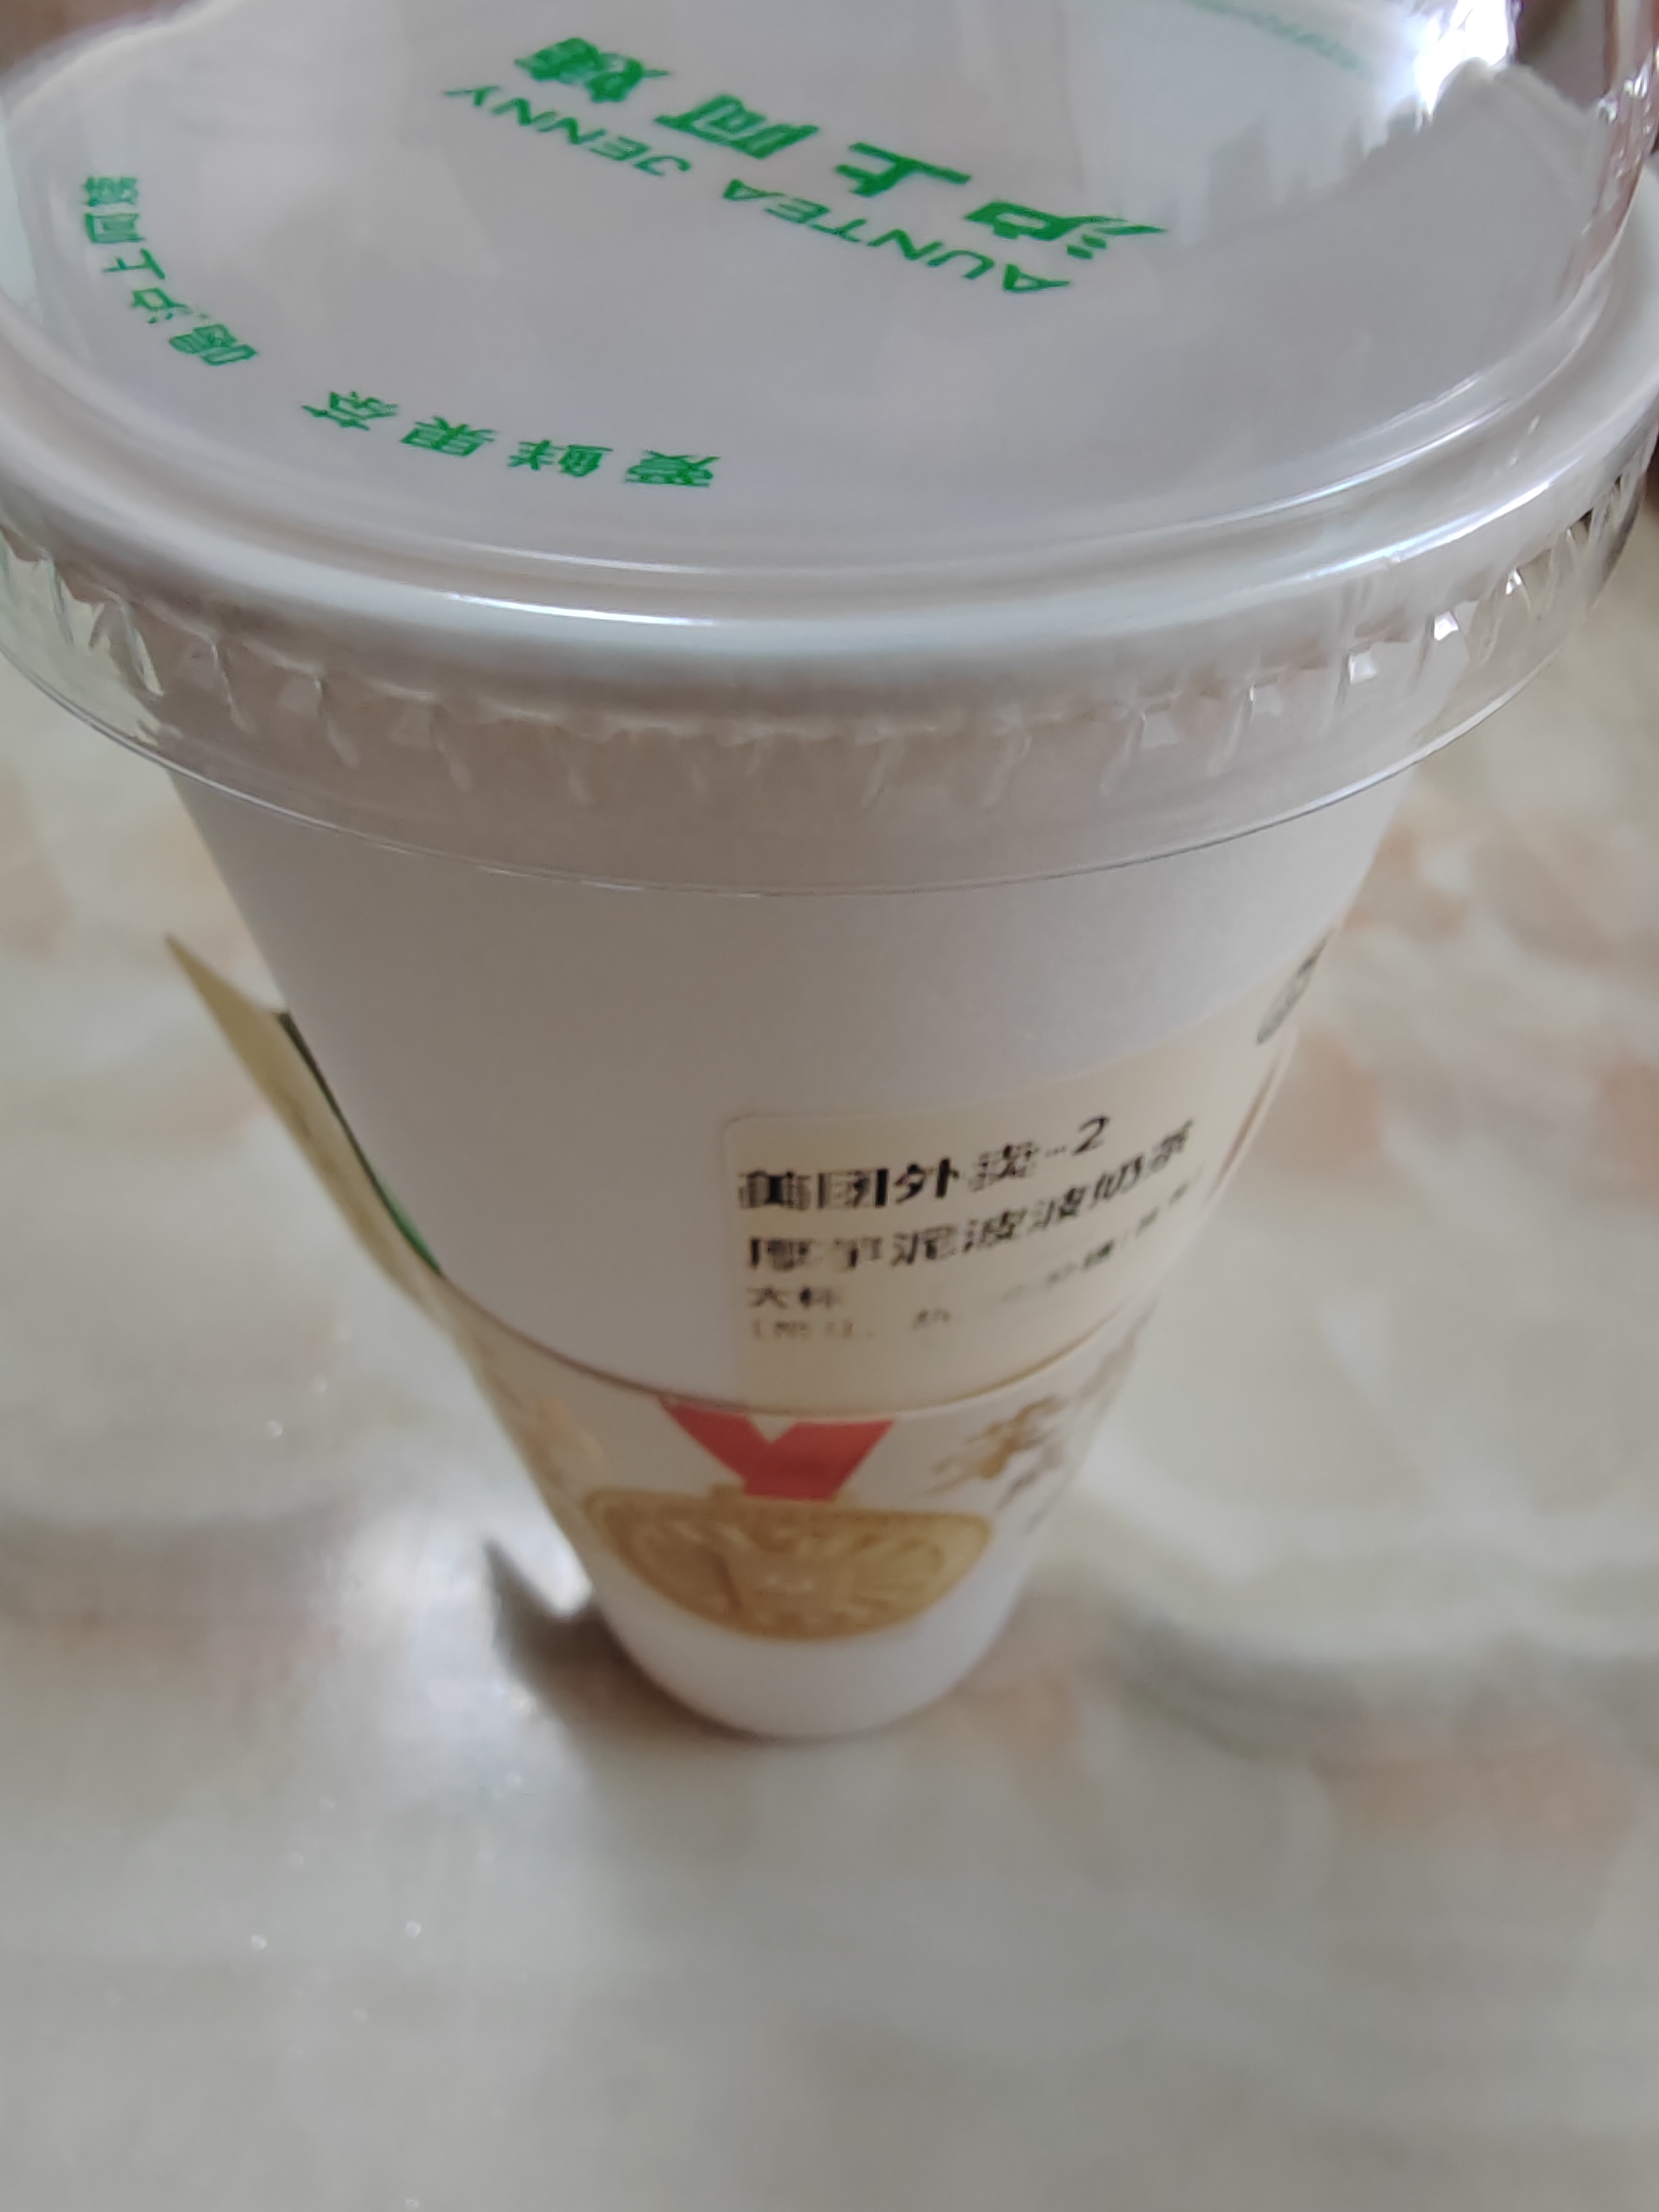 沪上阿姨
AUNTEA JENNY
爱鲜果茶 喝沪上阿姨
美团外卖-2
厚芋泥波波奶茶
大杯